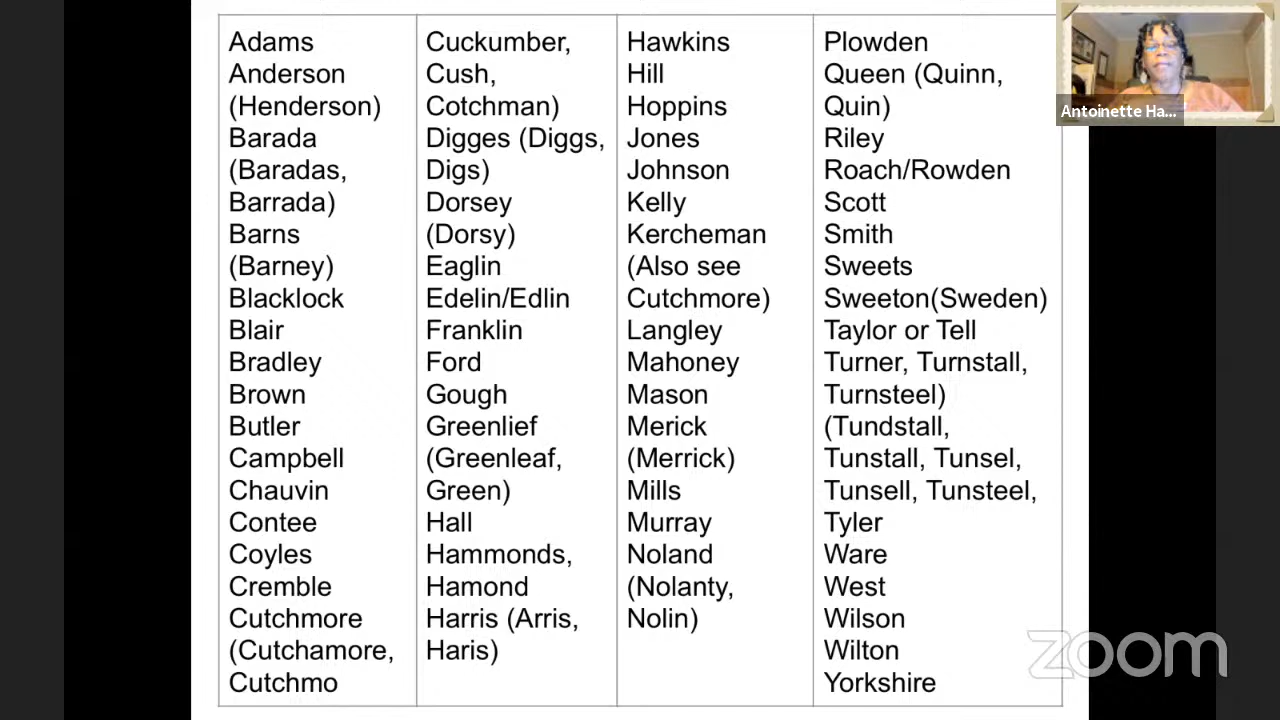 Adams
Anderson
(Henderson)
Barada
(Baradas,
Barrada)
Barns
(Barney)
Blacklock
Blair
Bradley
Brown
Butler
Campbell
Chauvin
Contee
Coyles
Cremble
Cutchmore
(Cutchamore,
Cutchmo
Cuckumber,
Cush,
Cotchman)
Digges (Diggs,
Digs)
Dorsey
(Dorsy)
Eaglin
Edelin/Edlin
Franklin
Ford
Gough
Greenlief
(Greenleaf,
Green)
Hall
Hammonds,
Hamond
Harris (Arris,
Haris)
Hawkins
Hill
Hoppins
Jones
Johnson
Kelly
Kercheman
(Also see
Cutchmore)
Langley
Mahoney
Mason
Merick
(Merrick)
Mills
Murray
Noland
(Nolanty,
Nolin)
Plowden
Queen (Quinn,
Quin)
Riley
Roach/Rowden
Scott
Smith
Sweets
Sweeton(Sweden)
Taylor or Tell
Turner, Turnstall,
Turnsteel)
(Tundstall,
Tunstall, Tunsel,
Tunsell, Tunsteel,
Tyler
Ware
West
Wilson
Wilton
Yorkshire
Antoinette Ha...
zoom